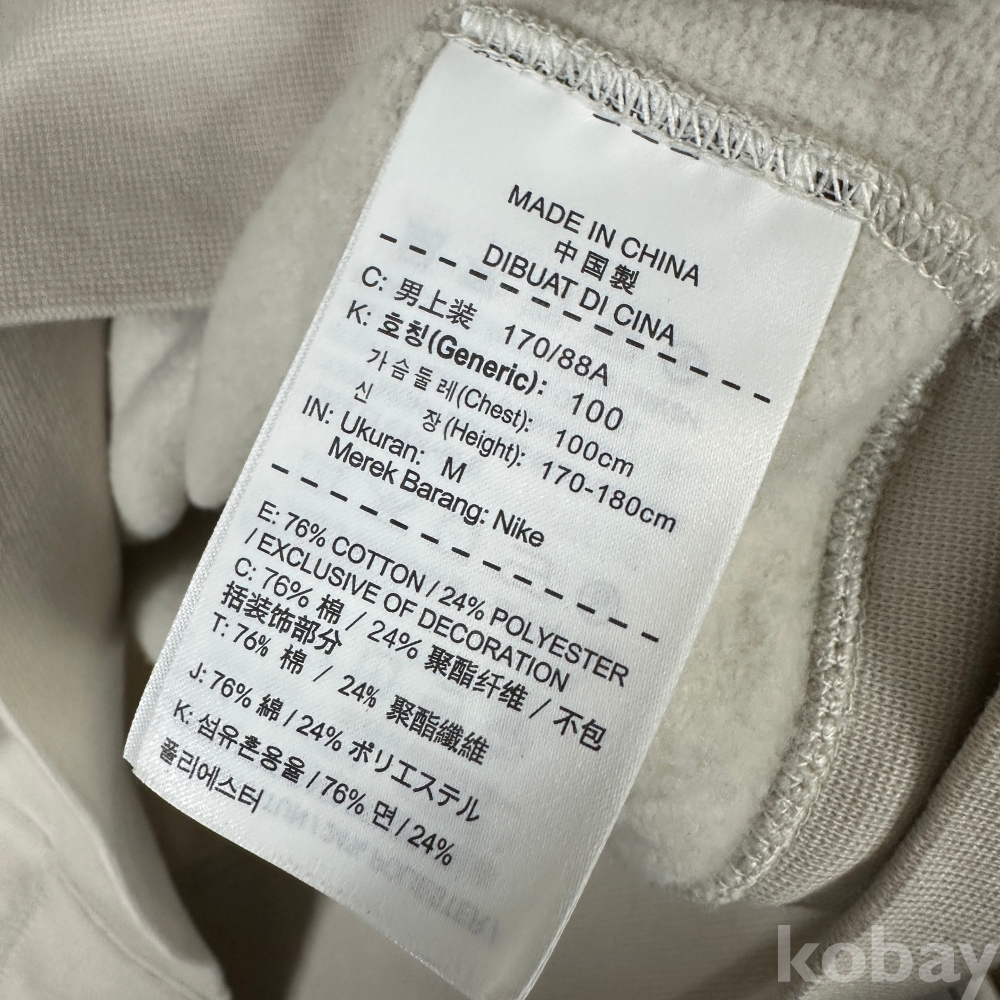 MADE IN CHINA
中国製
DIBUAT DI CINA
C: 男上装 170/88A
K: 호칭(Generic): 100
가슴둘레(Chest): 100cm
신 장(Height): 170-180cm
IN: Ukuran: M
Merek Barang: Nike
E: 76% COTTON / 24% POLYESTER
/ EXCLUSIVE OF DECORATION
C: 76% 棉 / 24% 聚酯纤维 / 不包
括装饰部分
T: 76% 棉 / 24% 聚酯纖維
J: 76% 綿 / 24% ポリエステル
K: 섬유혼용율 / 76% 면 / 24%
폴리에스터
kobay